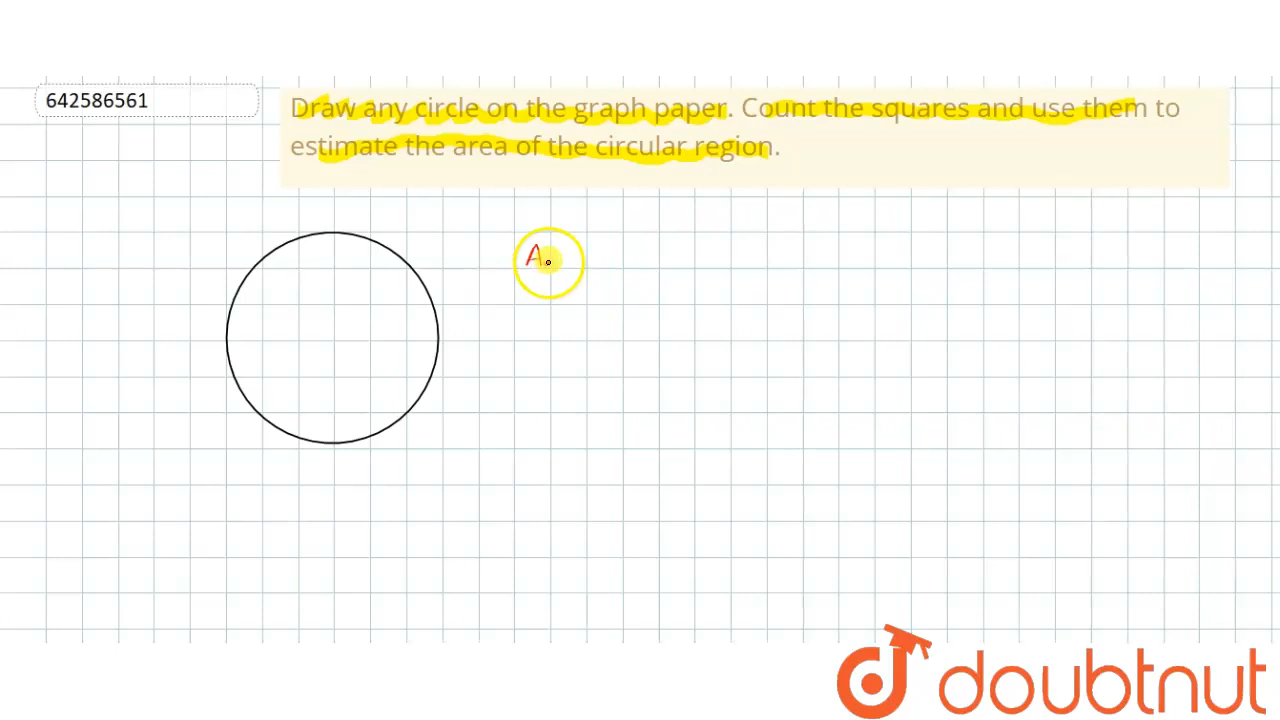 642586561
Draw any circle on the graph paper. Count the squares and use them to
estimate the area of the circular region.
A
doubtnut